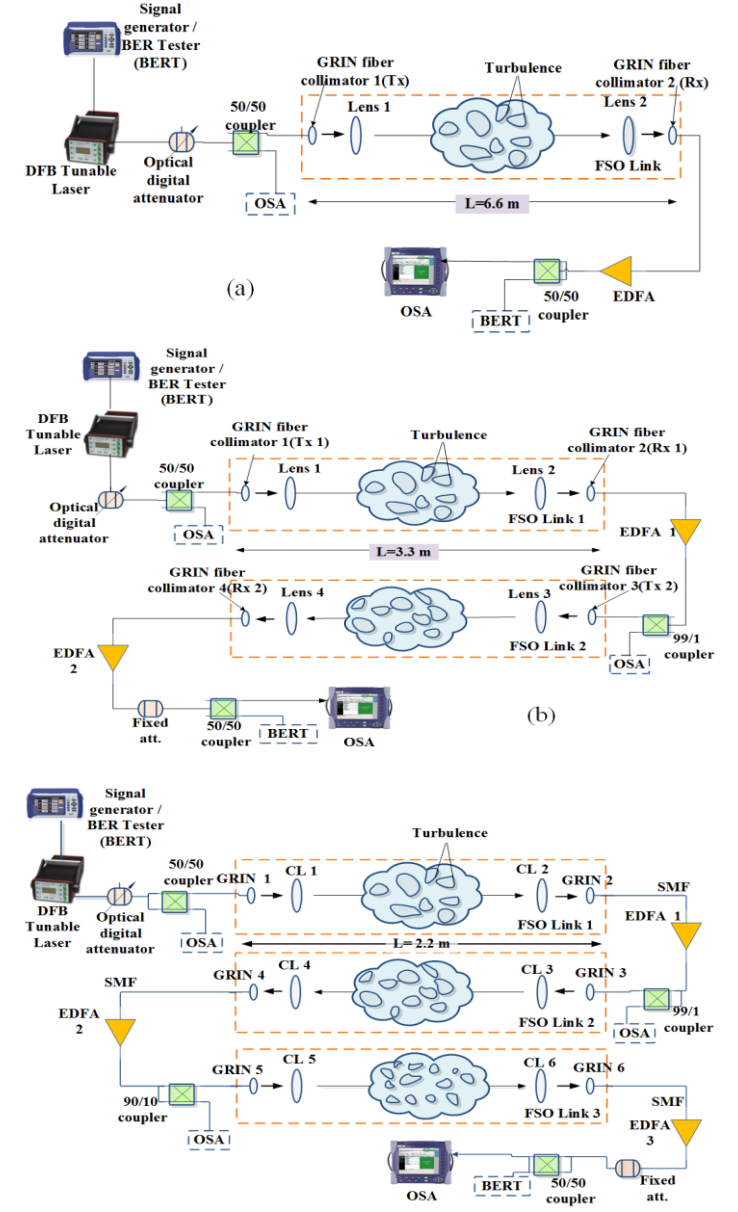 Signal
generator /
BER Tester
(BERT)
GRIN fiber
collimator 1(Tx)
Turbulence
GRIN fiber
collimator 2 (Rx)
50/50
coupler
Lens 1
Lens 2
DFB Tunable
Laser
Optical
digital
attenuator
OSA
FSO Link
L=6.6 m
(a)
OSA
BERT
50/50
coupler
EDFA
Signal
generator /
BER Tester
(BERT)
DFB
Tunable
Laser
50/50
coupler
GRIN fiber
collimator 1(Tx 1)
Turbulence
GRIN fiber
collimator 2(Rx 1)
Lens 1
Lens 2
Optical
digital
attenuator
OSA
FSO Link 1
EDFA 1
L=3.3 m
GRIN fiber
collimator 4(Rx 2)
Lens 4
Lens 3
GRIN fiber
collimator 3(Tx 2)
FSO Link 2
OSA
99/1
coupler
EDFA
2
Fixed
att.
50/50
coupler
BERT
OSA
(b)
Signal
generator /
BER Tester
(BERT)
Turbulence
50/50
coupler
GRIN 1
CL 1
CL 2
GRIN 2
SMF
DFB
Tunable
Laser
Optical
digital
attenuator
OSA
FSO Link 1
EDFA 1
L= 2.2 m
SMF
GRIN 4
CL 4
CL 3
GRIN 3
EDFA
2
FSO Link 2
OSA
99/1
coupler
GRIN 5
CL 5
CL 6
GRIN 6
90/10
coupler
OSA
FSO Link 3
SMF
EDFA
3
OSA
BERT
50/50
coupler
Fixed
att.